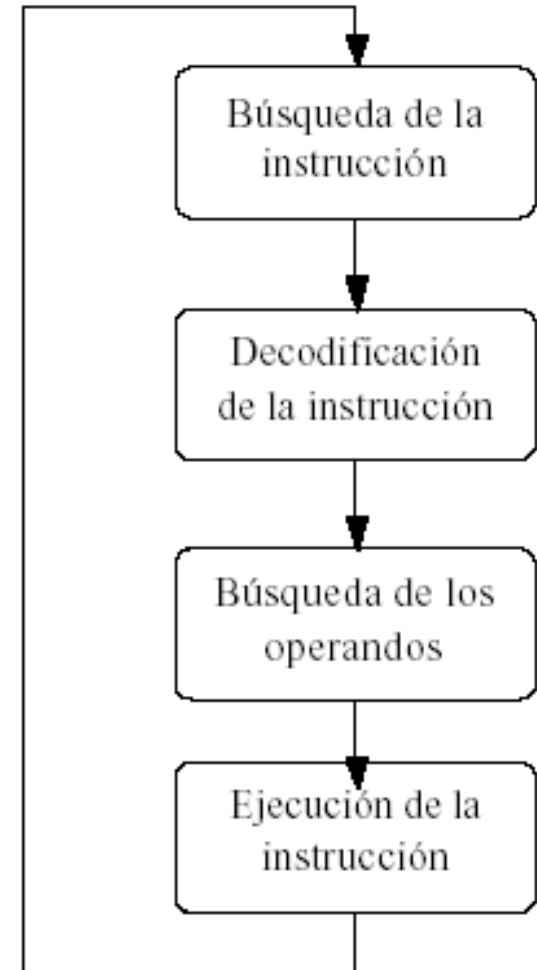 Búsqueda de la
instrucción
Decodificación
de la instrucción
Búsqueda de los
operandos
Ejecución de la
instrucción